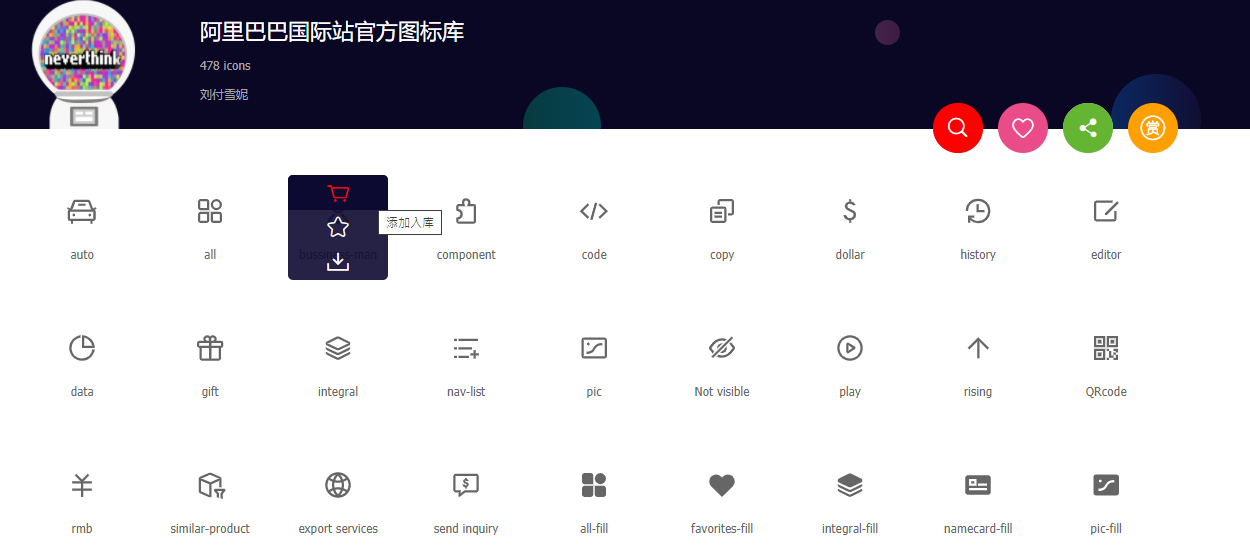 阿里巴巴国际站官方图标库
neverthink
478 icons
刘付雪妮
赏
添加入库
auto
all
bussiness-man
component
code
copy
dollar
history
editor
data
gift
integral
nav-list
pic
Not visible
play
rising
QRcode
rmb
similar-product
export services
send inquiry
all-fill
favorites-fill
integral-fill
namecard-fill
pic-fill